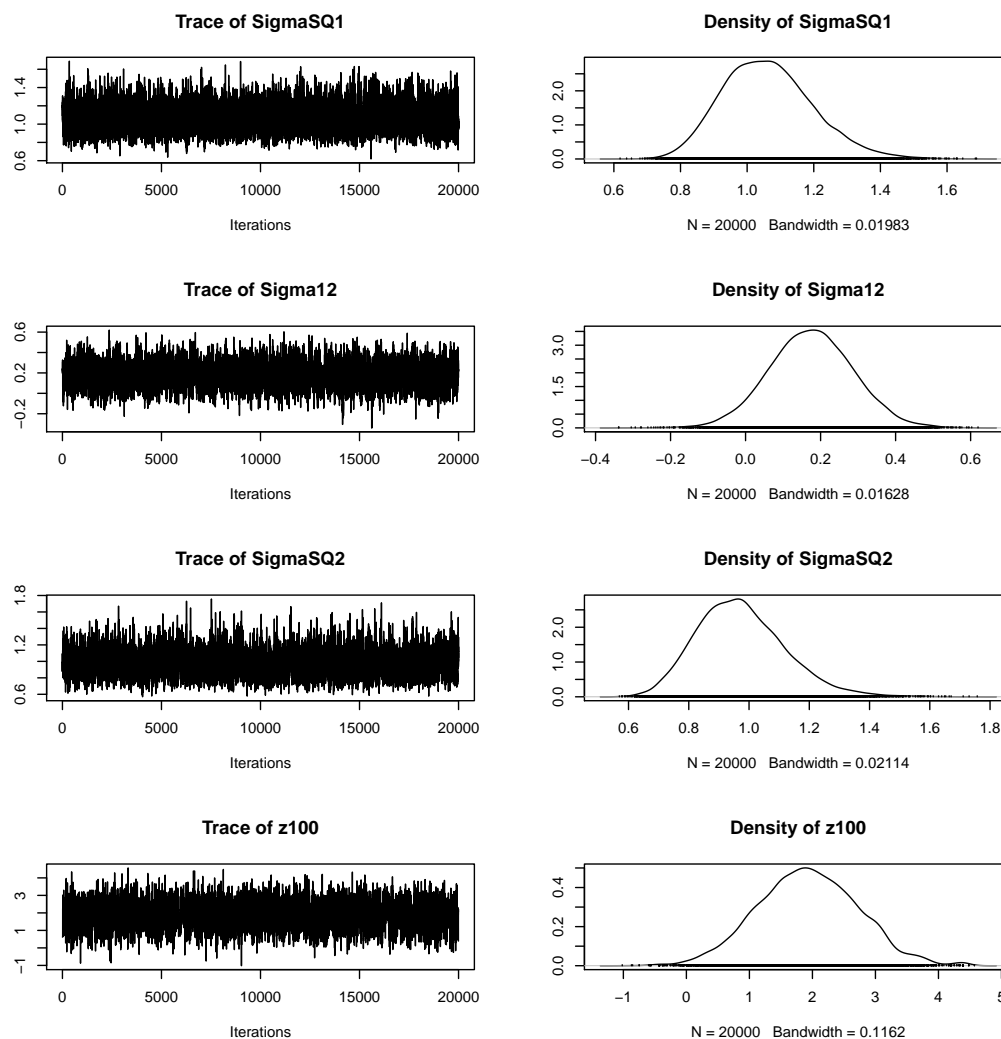 Trace of SigmaSQ1
0.6 1.0 1.4
0 5000 10000 15000 20000
Iterations
Density of SigmaSQ1
0.0 1.0 2.0
0.6 0.8 1.0 1.2 1.4 1.6
N = 20000 Bandwidth = 0.01983
Trace of Sigma12
−0.2 0.2 0.6
0 5000 10000 15000 20000
Iterations
Density of Sigma12
0.0 1.5 3.0
−0.4 −0.2 0.0 0.2 0.4 0.6
N = 20000 Bandwidth = 0.01628
Trace of SigmaSQ2
0.6 1.2 1.8
0 5000 10000 15000 20000
Iterations
Density of SigmaSQ2
0.0 1.0 2.0
0.6 0.8 1.0 1.2 1.4 1.6 1.8
N = 20000 Bandwidth = 0.02114
Trace of z100
−1 1 3
0 5000 10000 15000 20000
Iterations
Density of z100
0.0 0.2 0.4
−1 0 1 2 3 4 5
N = 20000 Bandwidth = 0.1162